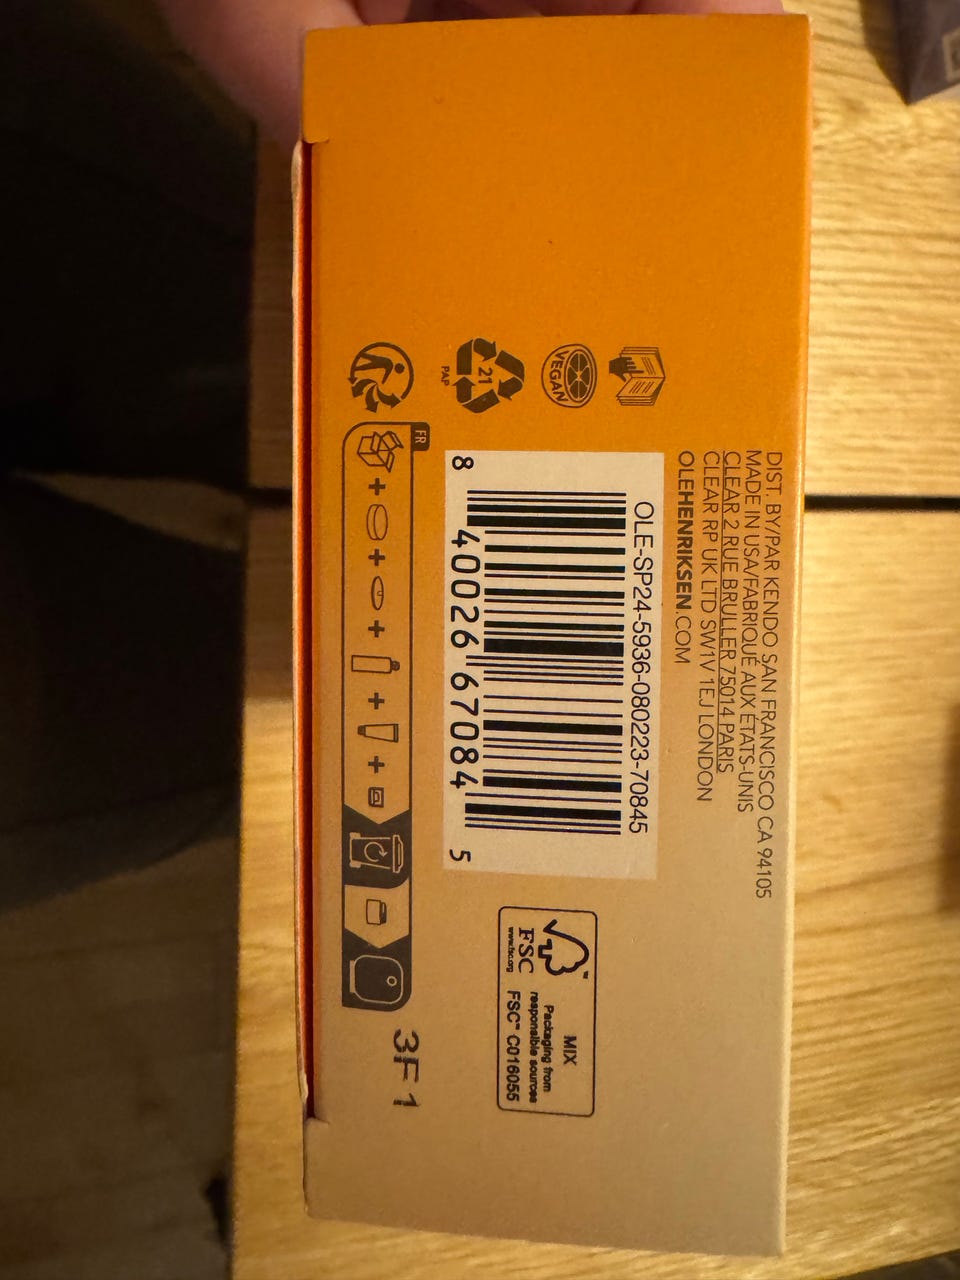 DIST. BY/PAR KENDO SAN FRANCISCO CA 94105
MADE IN USA/FABRIQUÉ AUX ÉTATS-UNIS
CLEAR 2 RUE BRULLER 75014 PARIS
CLEAR RP UK LTD SW1V 1EJ LONDON
OLEHENRIKSEN.COM
VEGAN
21
PAP
FR
OLE-SP24-5936-080223-70845
8 40026 67084 5
FSC
www.fsc.org
MIX
Packaging from
responsible sources
FSC™ C016055
3F1